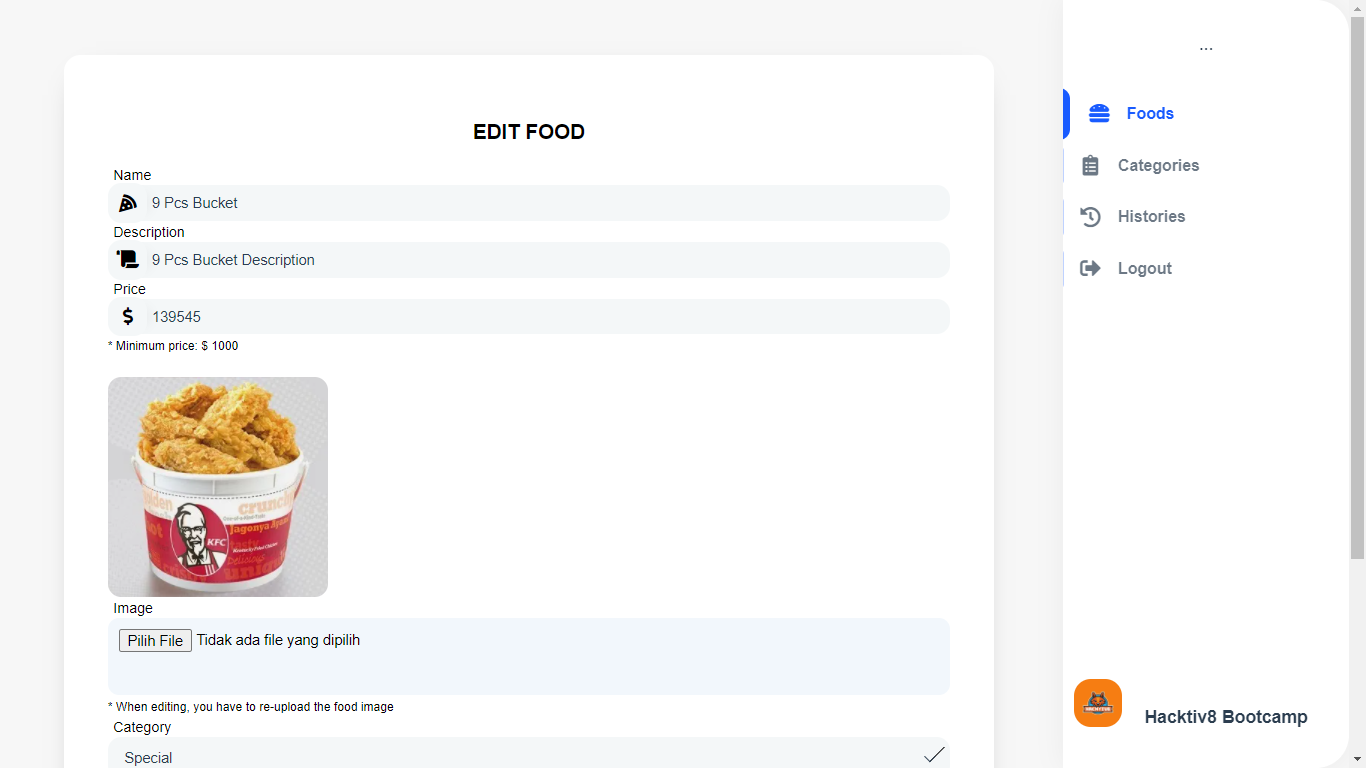 EDIT FOOD
Name
9 Pcs Bucket
Description
9 Pcs Bucket Description
Price
139545
* Minimum price: $ 1000
crunchy
Jagonya Ayam
KFC
Image
Pilih File Tidak ada file yang dipilih
* When editing, you have to re-upload the food image
Category
Special
...
Foods
Categories
Histories
Logout
HACKTIV8
Hacktiv8 Bootcamp